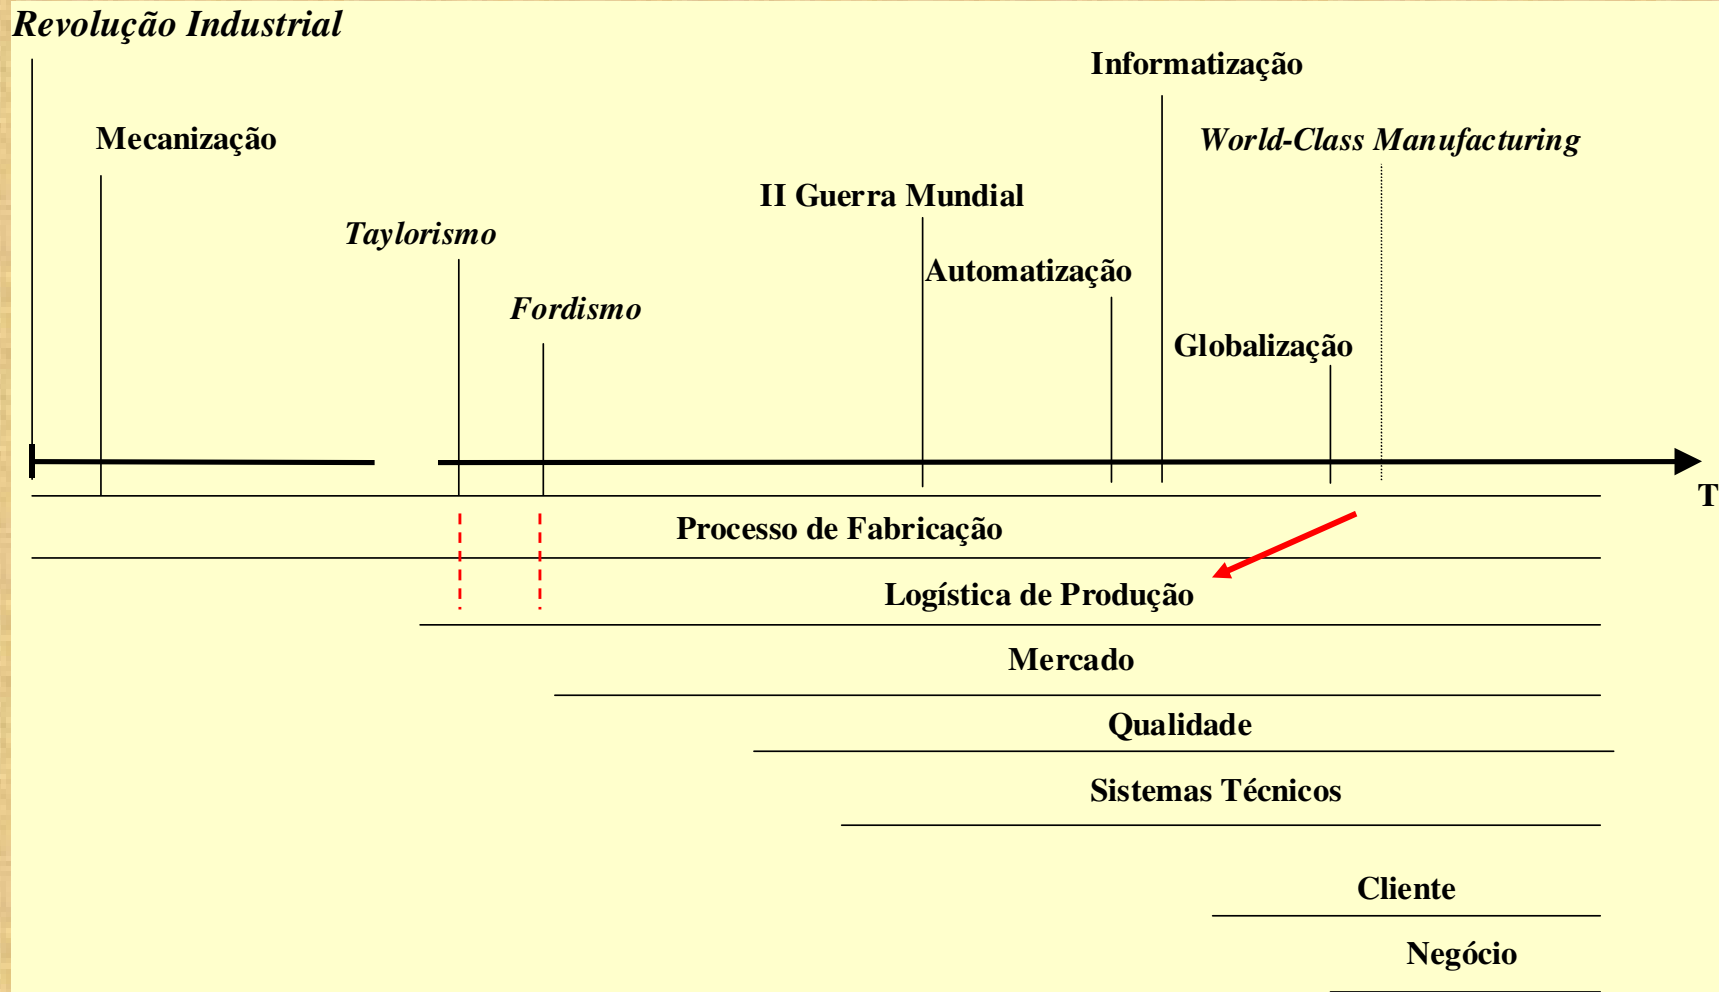 Revolução Industrial
Informatização
Mecanização
World-Class Manufacturing
II Guerra Mundial
Taylorismo
Automatização
Fordismo
Globalização
T
Processo de Fabricação
Logística de Produção
Mercado
Qualidade
Sistemas Técnicos
Cliente
Negócio